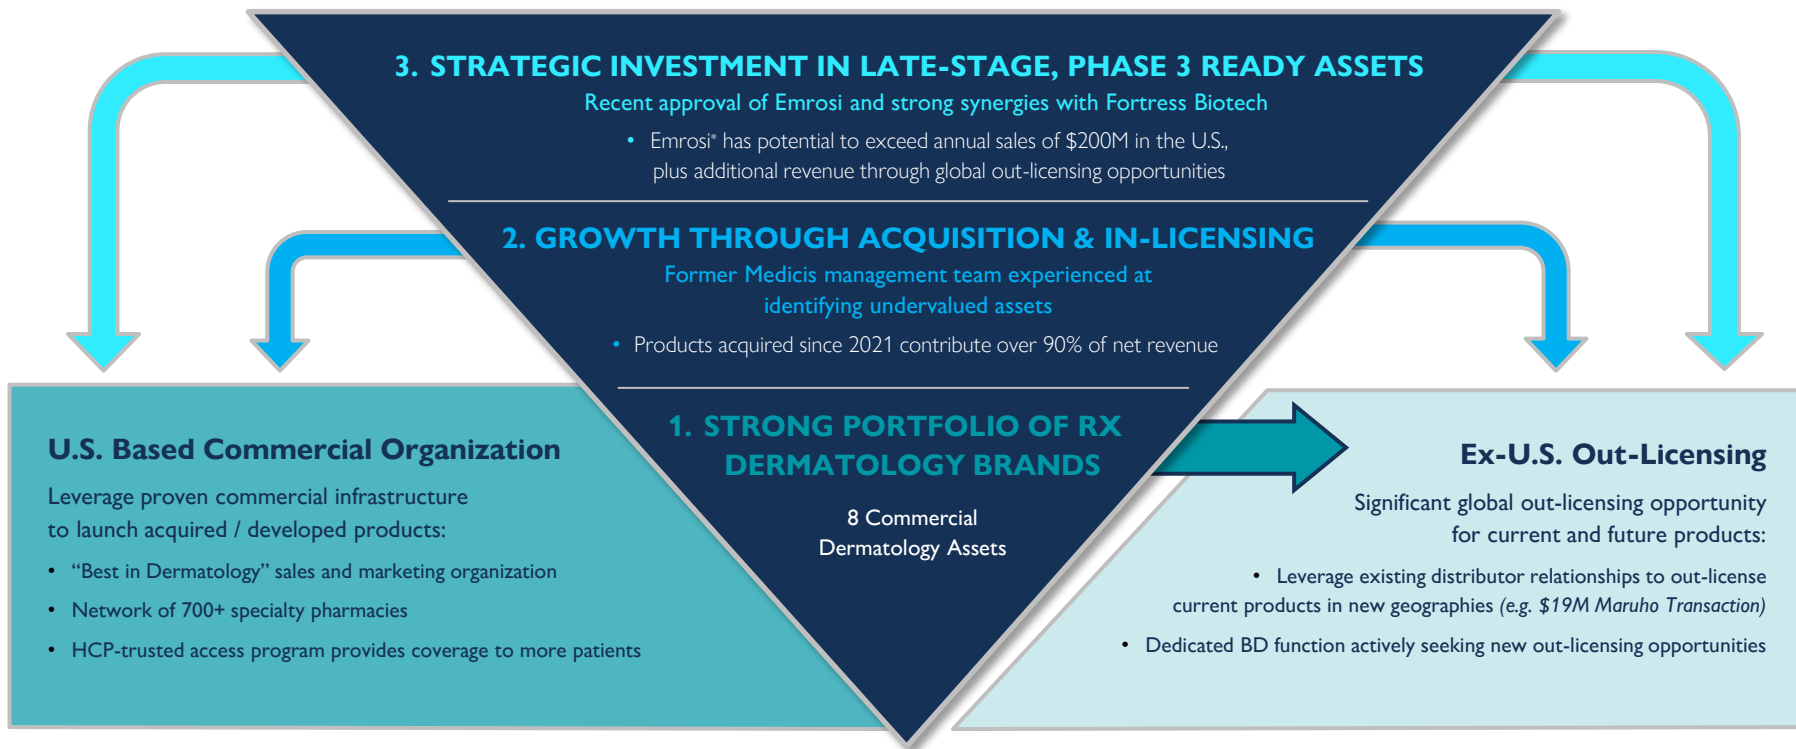 3. STRATEGIC INVESTMENT IN LATE-STAGE, PHASE 3 READY ASSETS
Recent approval of Emrosi and strong synergies with Fortress Biotech
• Emrosi* has potential to exceed annual sales of $200M in the U.S.,
plus additional revenue through global out-licensing opportunities
2. GROWTH THROUGH ACQUISITION & IN-LICENSING
Former Medicis management team experienced at
identifying undervalued assets
• Products acquired since 2021 contribute over 90% of net revenue
1. STRONG PORTFOLIO OF RX
DERMATOLOGY BRANDS
8 Commercial
Dermatology Assets
U.S. Based Commercial Organization
Leverage proven commercial infrastructure
to launch acquired / developed products:
• “Best in Dermatology” sales and marketing organization
• Network of 700+ specialty pharmacies
• HCP-trusted access program provides coverage to more patients
Ex-U.S. Out-Licensing
Significant global out-licensing opportunity
for current and future products:
• Leverage existing distributor relationships to out-license
current products in new geographies (e.g. $19M Maruho Transaction)
• Dedicated BD function actively seeking new out-licensing opportunities